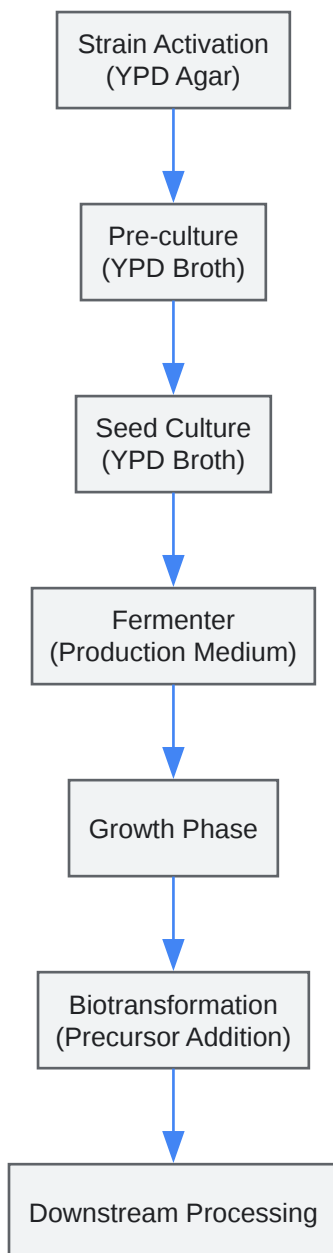 Strain Activation
(YPD Agar)
Pre-culture
(YPD Broth)
Seed Culture
(YPD Broth)
Fermenter
(Production Medium)
Growth Phase
Biotransformation
(Precursor Addition)
Downstream Processing